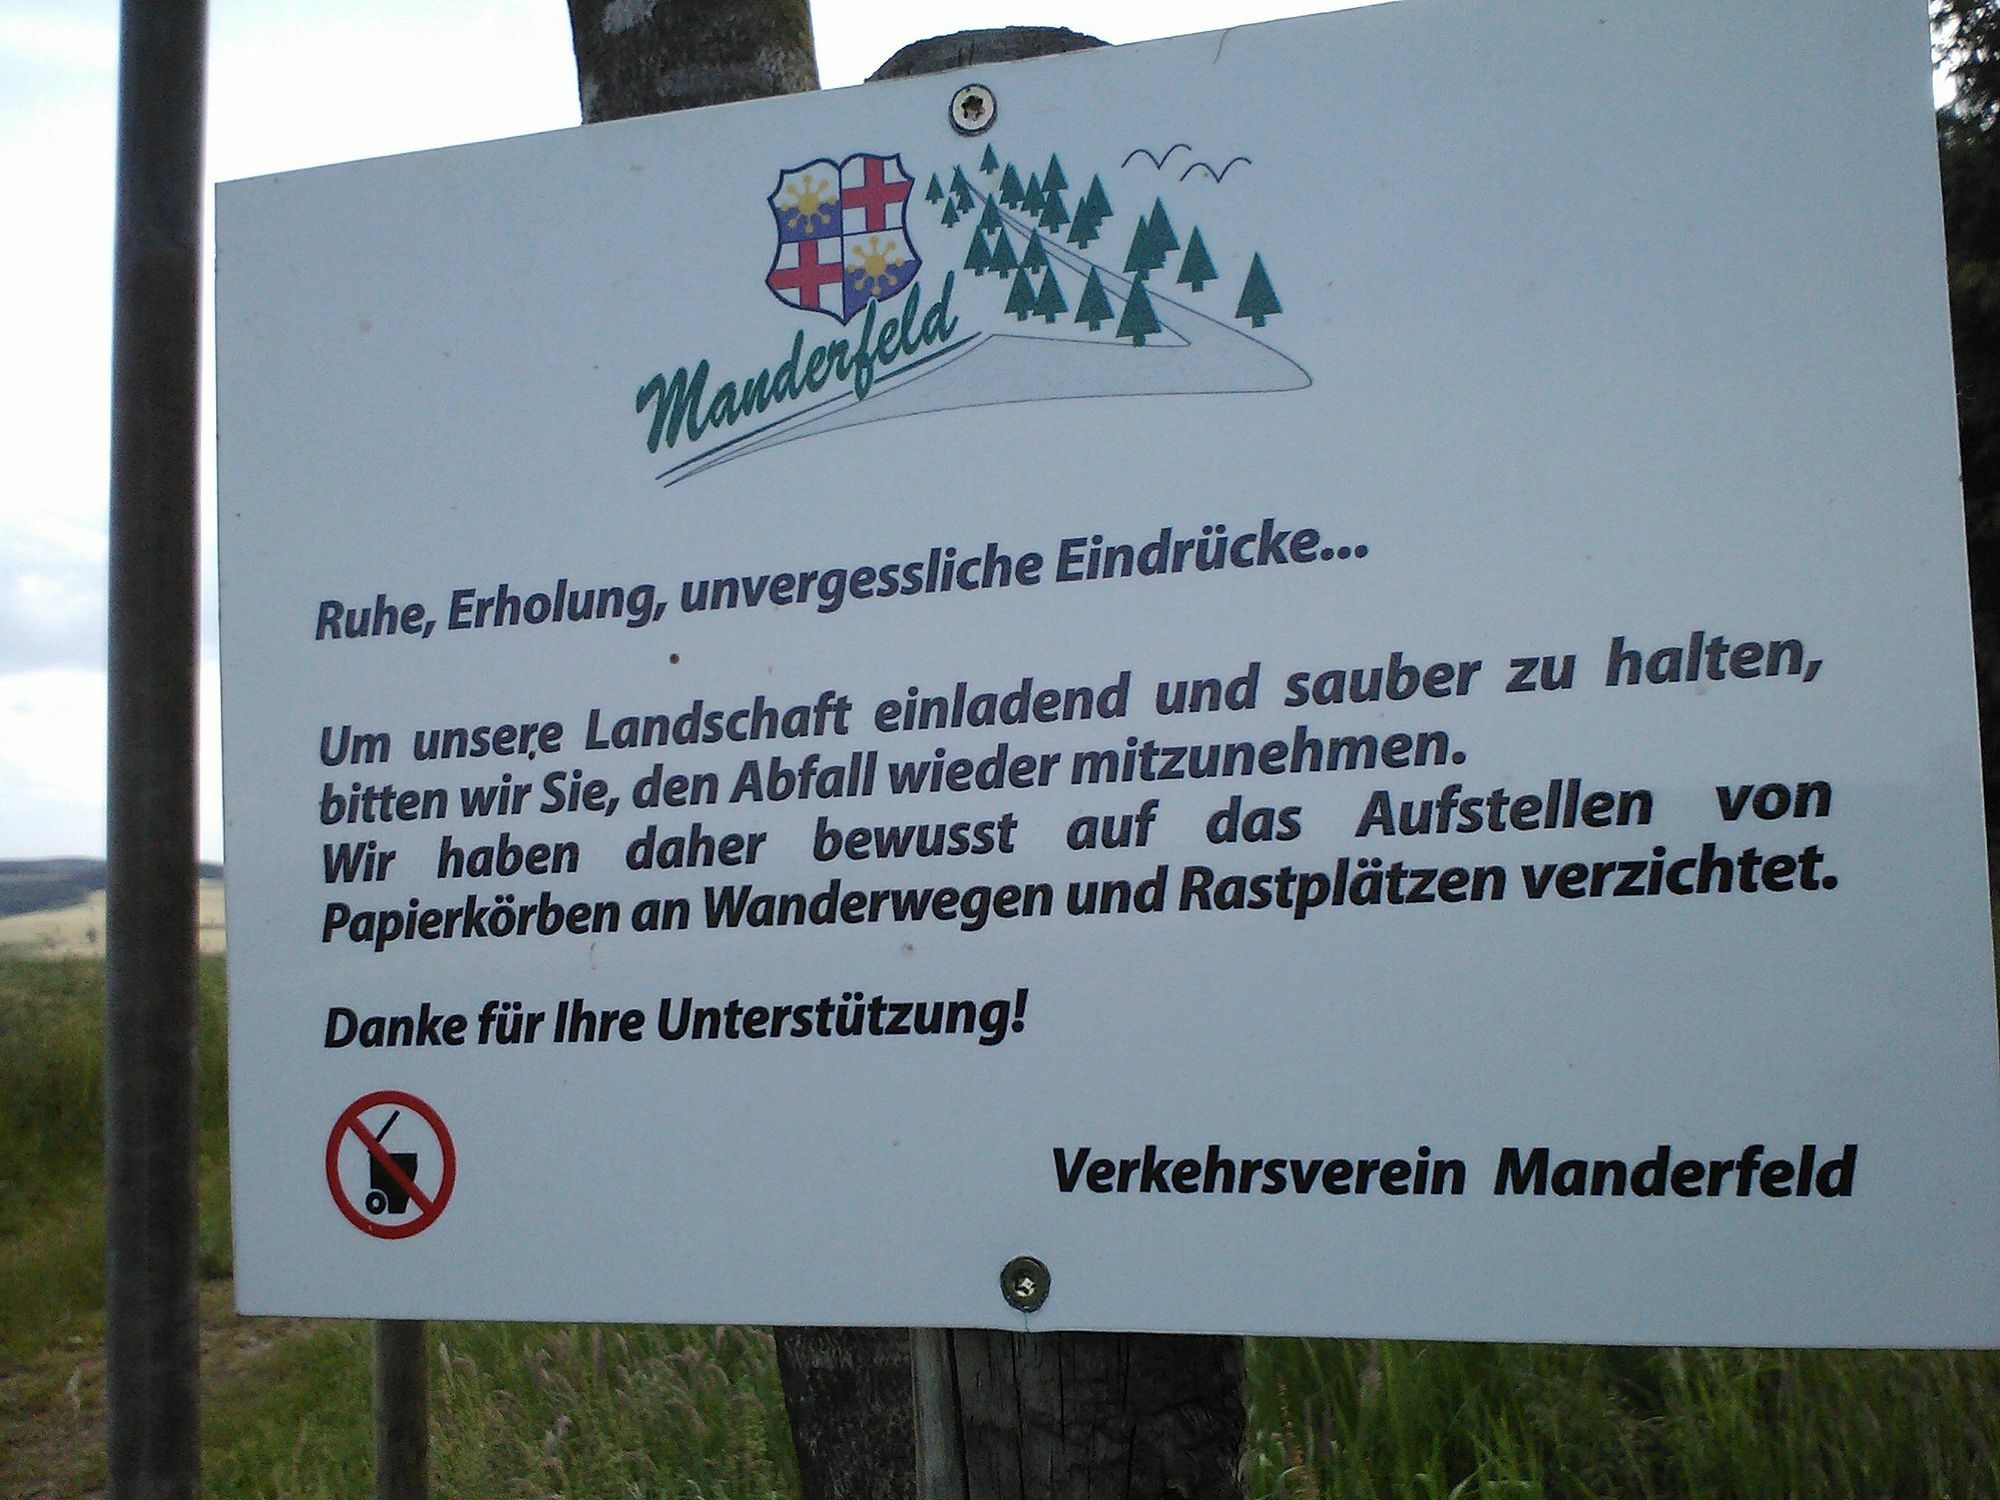 Manderfeld
Ruhe, Erholung, unvergessliche Eindrücke...
Um unsere Landschaft einladend und sauber zu halten,
bitten wir Sie, den Abfall wieder mitzunehmen.
Wir haben daher bewusst auf das Aufstellen von
Papierkörben an Wanderwegen und Rastplätzen verzichtet.
Danke für Ihre Unterstützung!
Verkehrsverein Manderfeld